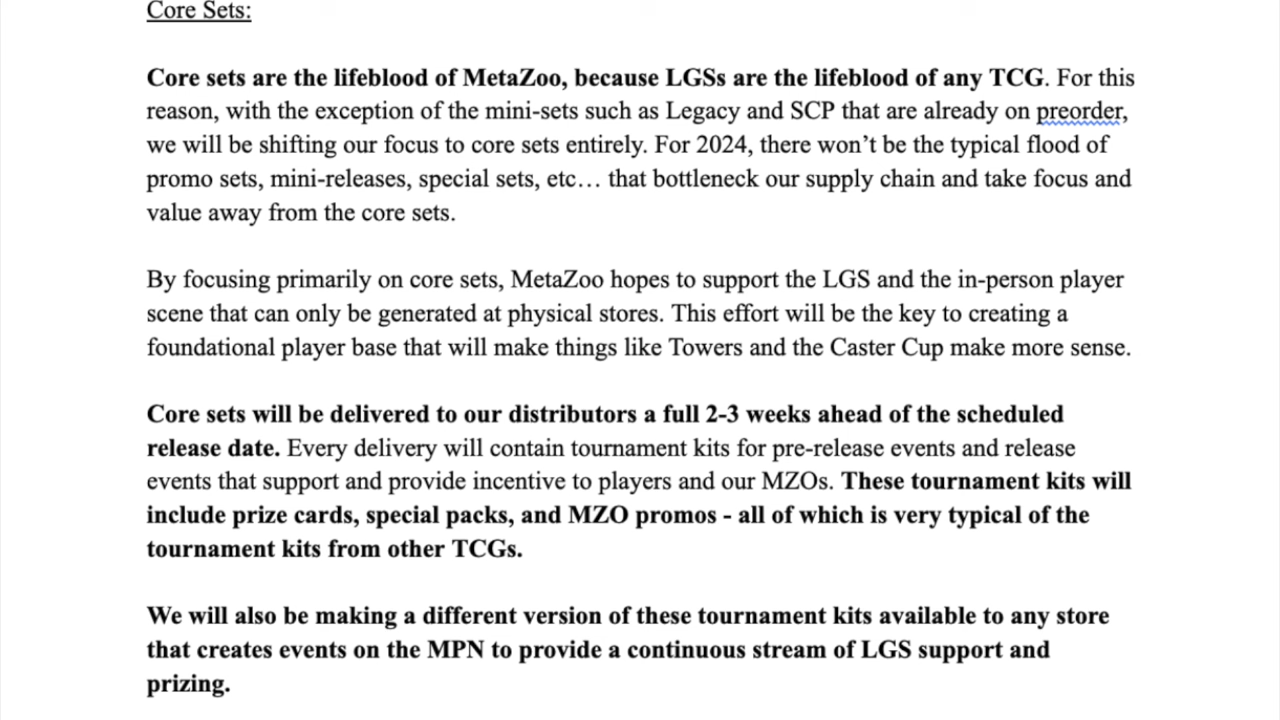 Core Sets:
Core sets are the lifeblood of MetaZoo, because LGSs are the lifeblood of any TCG. For this
reason, with the exception of the mini-sets such as Legacy and SCP that are already on preorder,
we will be shifting our focus to core sets entirely. For 2024, there won’t be the typical flood of
promo sets, mini-releases, special sets, etc… that bottleneck our supply chain and take focus and
value away from the core sets.
By focusing primarily on core sets, MetaZoo hopes to support the LGS and the in-person player
scene that can only be generated at physical stores. This effort will be the key to creating a
foundational player base that will make things like Towers and the Caster Cup make more sense.
Core sets will be delivered to our distributors a full 2-3 weeks ahead of the scheduled
release date. Every delivery will contain tournament kits for pre-release events and release
events that support and provide incentive to players and our MZOs. These tournament kits will
include prize cards, special packs, and MZO promos - all of which is very typical of the
tournament kits from other TCGs.
We will also be making a different version of these tournament kits available to any store
that creates events on the MPN to provide a continuous stream of LGS support and
prizing.